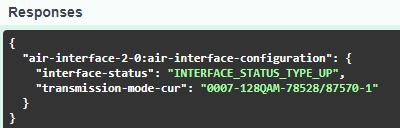 Responses
{
  "air-interface-2-0:air-interface-configuration": {
    "interface-status": "INTERFACE_STATUS_TYPE_UP",
    "transmission-mode-cur": "0007-128QAM-78528/87570-1"
  }
}